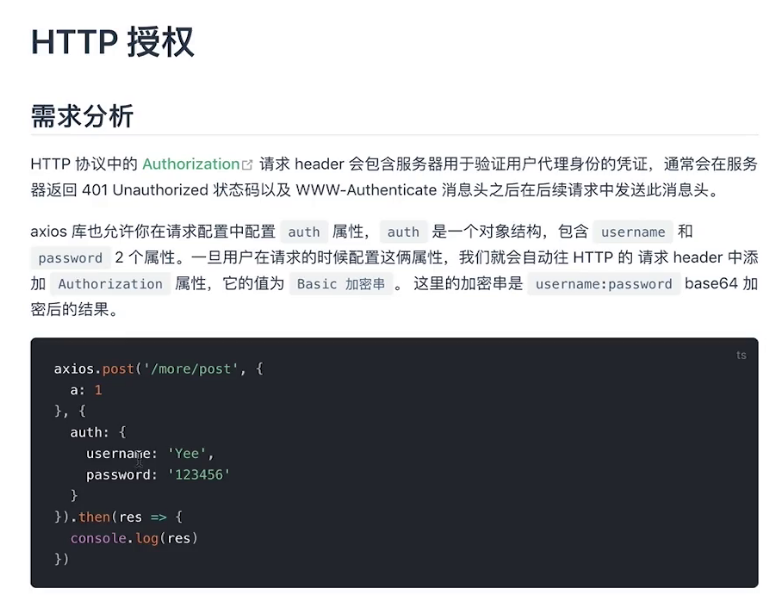 HTTP 授权
需求分析
HTTP 协议中的 Authorization 请求 header 会包含服务器用于验证用户代理身份的凭证，通常会在服务
器返回 401 Unauthorized 状态码以及 WWW-Authenticate 消息头之后在后续请求中发送此消息头。
axios 库也允许你在请求配置中配置 auth 属性， auth 是一个对象结构，包含 username 和
password 2 个属性。一旦用户在请求的时候配置这俩属性，我们就会自动往 HTTP 的 请求 header 中添
加 Authorization 属性，它的值为 Basic 加密串 。 这里的加密串是 username:password base64 加
密后的结果。
ts
axios.post('/more/post', {
  a: 1
}, {
  auth: {
    username: 'Yee',
    password: '123456'
  }
}).then(res => {
  console.log(res)
})